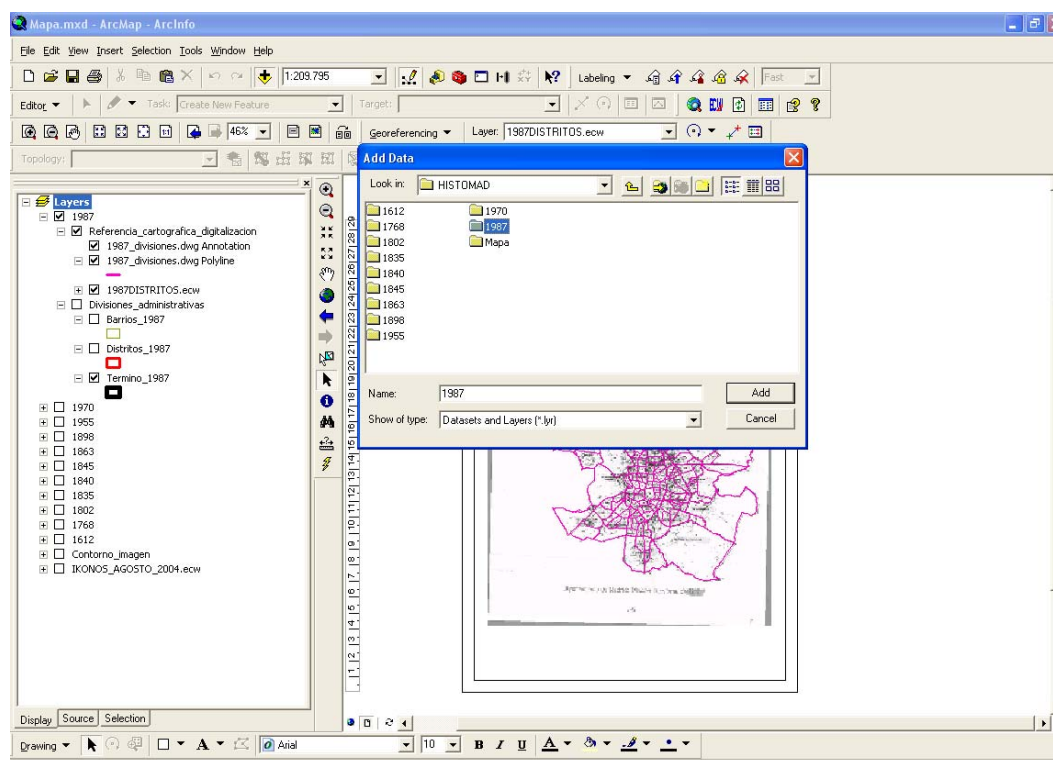 Mapa.mxd - ArcMap - ArcInfo
File Edit View Insert Selection Tools Window Help
1:209.795 Labeling Fast
Editor Task: Create New Feature Target:
46% Georeferencing Layer: 1987DISTRITOS.ecw
Topology:
Layers
1987
Referencia_cartografica_digitalizacion
1987_divisiones.dwg Annotation
1987_divisiones.dwg Polyline
1987DISTRITOS.ecw
Divisiones_administrativas
Barrios_1987
Distritos_1987
Termino_1987
1970
1955
1898
1863
1845
1840
1835
1802
1768
1612
Contorno_imagen
IKONOS_AGOSTO_2004.ecw
Display Source Selection
Add Data
Look in: HISTOMAD
1612
1768
1802
1835
1840
1845
1863
1898
1955
1970
1987
Mapa
Name: 1987 Add
Show of type: Datasets and Layers (*.lyr) Cancel
Drawing A Arial 10 B I U A